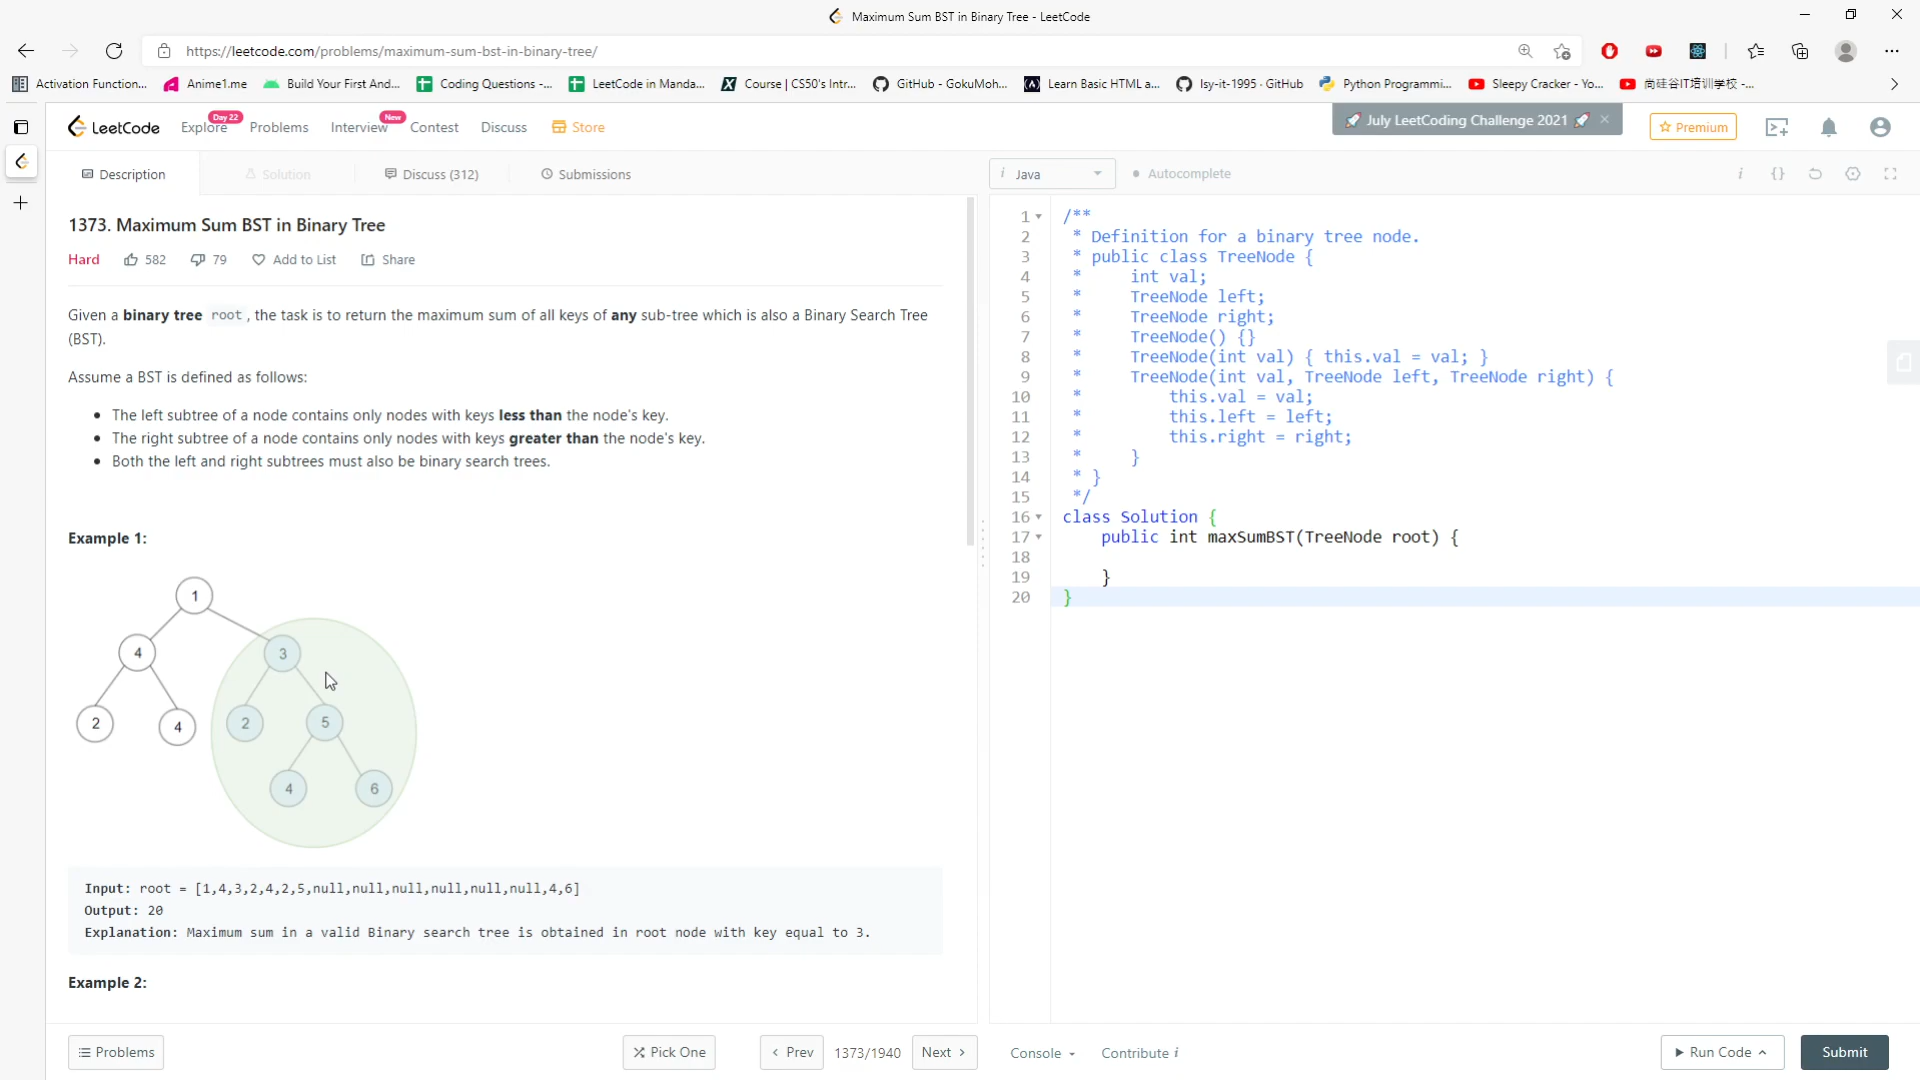 Maximum Sum BST in Binary Tree - LeetCode
https://leetcode.com/problems/maximum-sum-bst-in-binary-tree/
Activation Function... Anime1.me Build Your First And... Coding Questions -... LeetCode in Manda... Course | CS50's Intr... GitHub - GokuMoh... Learn Basic HTML a... lsy-it-1995 · GitHub Python Programmi... Sleepy Cracker - Yo... 尚硅谷IT培训学校 -...
LeetCode Explore Day 22 Problems Interview New Contest Discuss Store July LeetCoding Challenge 2021 Premium
Description Solution Discuss (312) Submissions
1373. Maximum Sum BST in Binary Tree
Hard 582 79 Add to List Share
Given a binary tree root, the task is to return the maximum sum of all keys of any sub-tree which is also a Binary Search Tree
(BST).
Assume a BST is defined as follows:
• The left subtree of a node contains only nodes with keys less than the node's key.
• The right subtree of a node contains only nodes with keys greater than the node's key.
• Both the left and right subtrees must also be binary search trees.
Example 1:
1
4 3
2 4 2 5
4 6
Input: root = [1,4,3,2,4,2,5,null,null,null,null,null,null,4,6]
Output: 20
Explanation: Maximum sum in a valid Binary search tree is obtained in root node with key equal to 3.
Example 2:
Problems Pick One Prev 1373/1940 Next
i Java Autocomplete i {}
1 /**
2 * Definition for a binary tree node.
3 * public class TreeNode {
4 * int val;
5 * TreeNode left;
6 * TreeNode right;
7 * TreeNode() {}
8 * TreeNode(int val) { this.val = val; }
9 * TreeNode(int val, TreeNode left, TreeNode right) {
10 * this.val = val;
11 * this.left = left;
12 * this.right = right;
13 * }
14 * }
15 */
16 class Solution {
17 public int maxSumBST(TreeNode root) {
18
19 }
20 }
Console Contribute i Run Code Submit